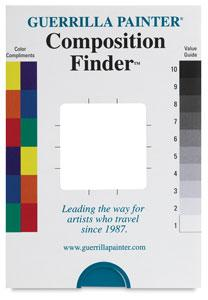 GUERRILLA PAINTER®
Composition
Finder™
Color
Compliments
Value
Guide
10
9
8
7
6
5
4
3
2
1
Leading the way for
artists who travel
since 1987.
www.guerrillapainter.com